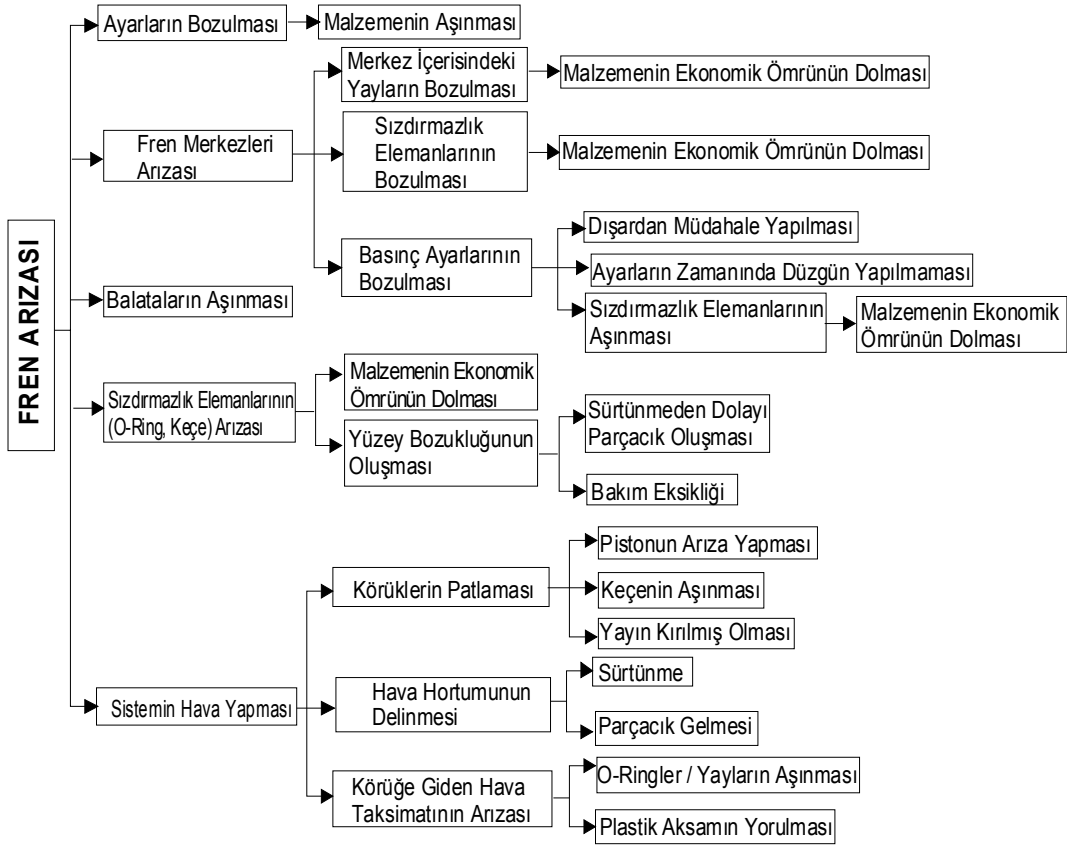 FREN ARIZASI
Ayarların Bozulması
Malzemenin Aşınması
Fren Merkezleri
Arızası
Merkez İçerisindeki
Yayların Bozulması
Malzemenin Ekonomik Ömrünün Dolması
Sızdırmazlık
Elemanlarının
Bozulması
Malzemenin Ekonomik Ömrünün Dolması
Basınç Ayarlarının
Bozulması
Dışardan Müdahale Yapılması
Ayarların Zamanında Düzgün Yapılmaması
Sızdırmazlık Elemanlarının
Aşınması
Malzemenin Ekonomik
Ömrünün Dolması
Balataların Aşınması
Sızdırmazlık Elemanlarının
(O-Ring, Keçe) Arızası
Malzemenin Ekonomik
Ömrünün Dolması
Yüzey Bozukluğunun
Oluşması
Sürtünmeden Dolayı
Parçacık Oluşması
Bakım Eksikliği
Sistemin Hava Yapması
Körüklerin Patlaması
Pistonun Arıza Yapması
Keçenin Aşınması
Yayın Kırılmış Olması
Hava Hortumunun
Delinmesi
Sürtünme
Parçacık Gelmesi
Körüğe Giden Hava
Taksimatının Arızası
O-Ringler / Yayların Aşınması
Plastik Aksamın Yorulması